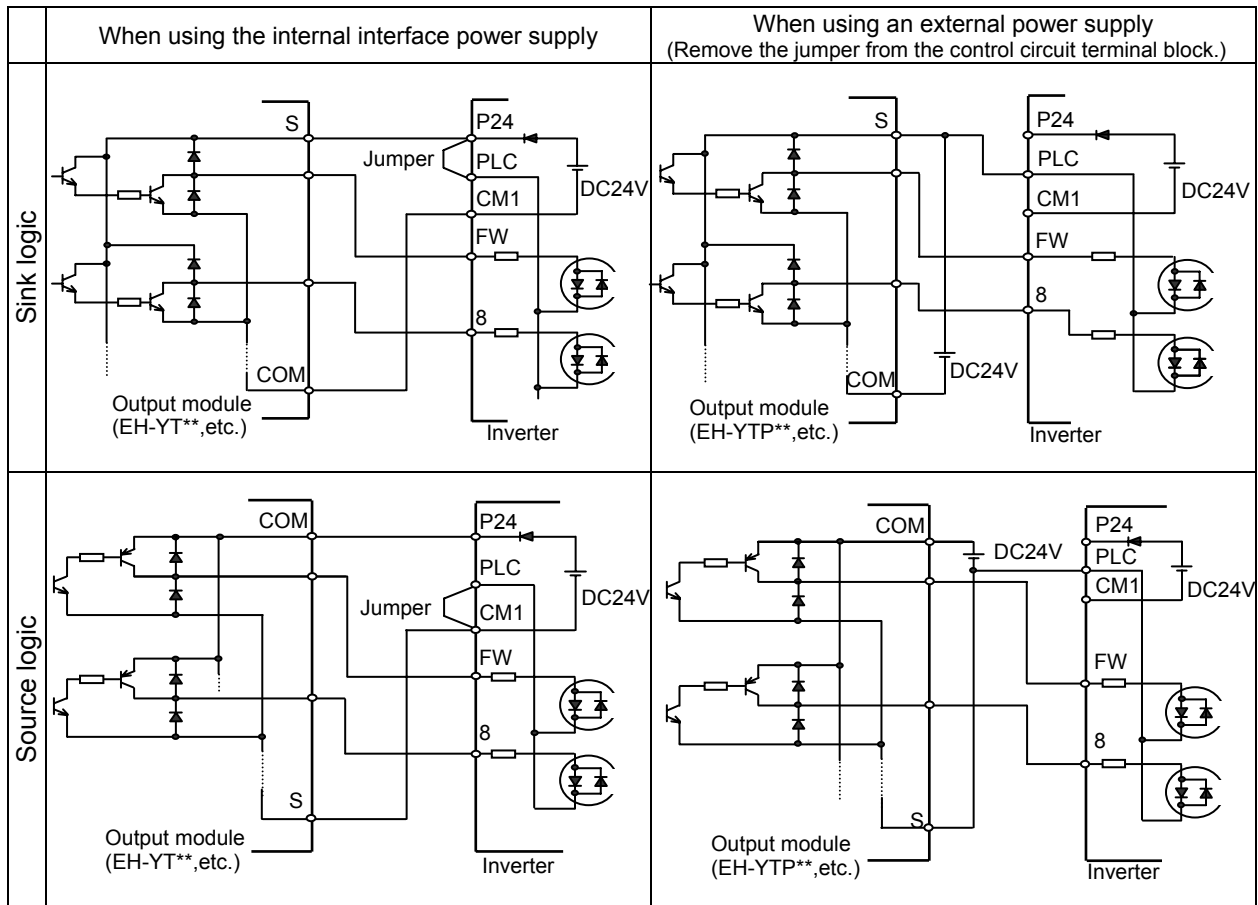 When using the internal interface power supply
When using an external power supply
(Remove the jumper from the control circuit terminal block.)
Sink logic
S
Jumper
P24
PLC
CM1
DC24V
FW
8
COM
Output module
(EH-YT**,etc.)
Inverter
S
P24
PLC
CM1
DC24V
FW
8
COM
DC24V
Output module
(EH-YTP**,etc.)
Inverter
Source logic
COM
P24
PLC
Jumper
CM1
DC24V
FW
8
S
Output module
(EH-YT**,etc.)
Inverter
COM
DC24V
P24
PLC
CM1
DC24V
FW
8
S
Output module
(EH-YTP**,etc.)
Inverter